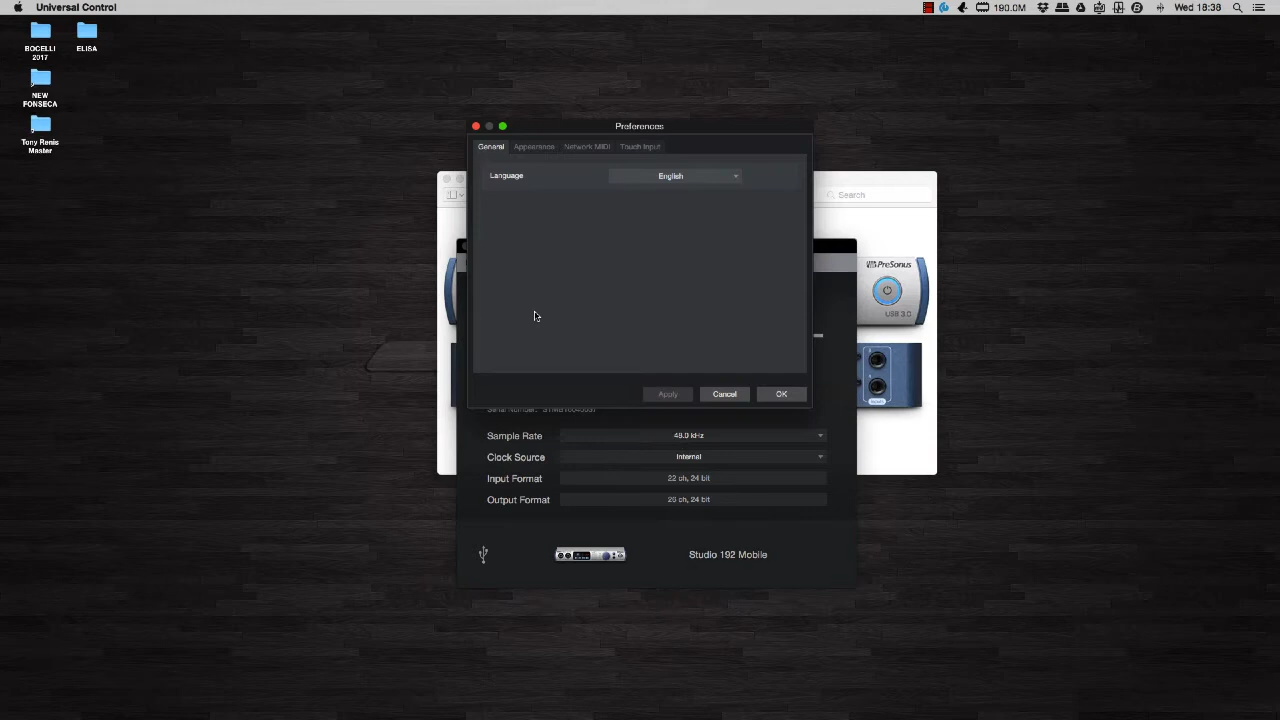 Universal Control
190.0M
Wed 18:38
BOCELLI
2017
ELISA
NEW
FONSECA
Tony Renis
Master
Preferences
General
Appearance
Network MIDI
Touch Input
Language
English
Search
PreSonus
USB 3.0
Apply
Cancel
OK
Sample Rate
48.0 kHz
Clock Source
Internal
Input Format
22 ch, 24 bit
Output Format
26 ch, 24 bit
Studio 192 Mobile